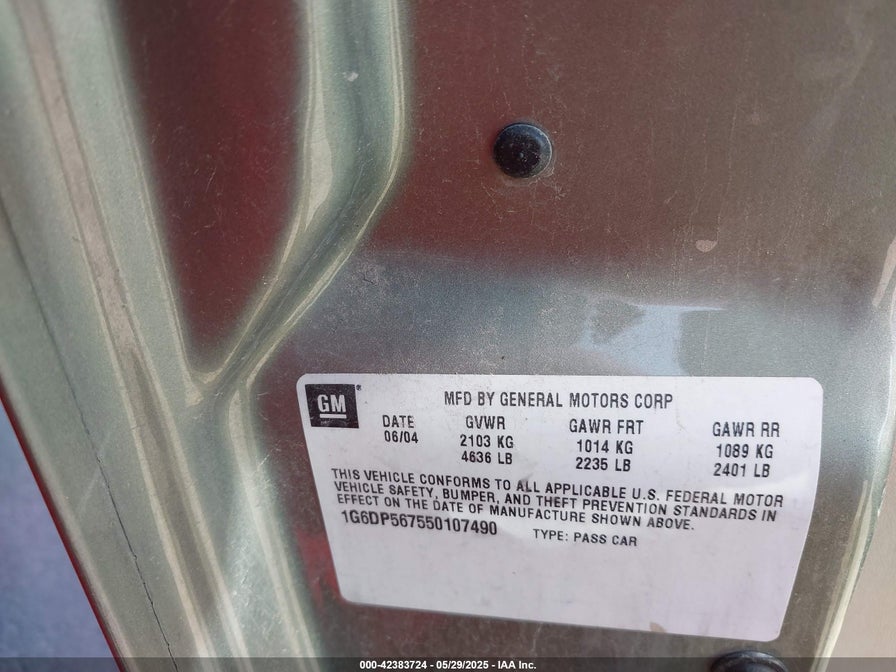 GM
MFD BY GENERAL MOTORS CORP
DATE GVWR GAWR FRT GAWR RR
06/04 2103 KG 1014 KG 1089 KG
4636 LB 2235 LB 2401 LB
THIS VEHICLE CONFORMS TO ALL APPLICABLE U.S. FEDERAL MOTOR
VEHICLE SAFETY, BUMPER, AND THEFT PREVENTION STANDARDS IN
EFFECT ON THE DATE OF MANUFACTURE SHOWN ABOVE.
1G6DP567550107490 TYPE: PASS CAR
000-42383724 — 05/29/2025 — IAA Inc.